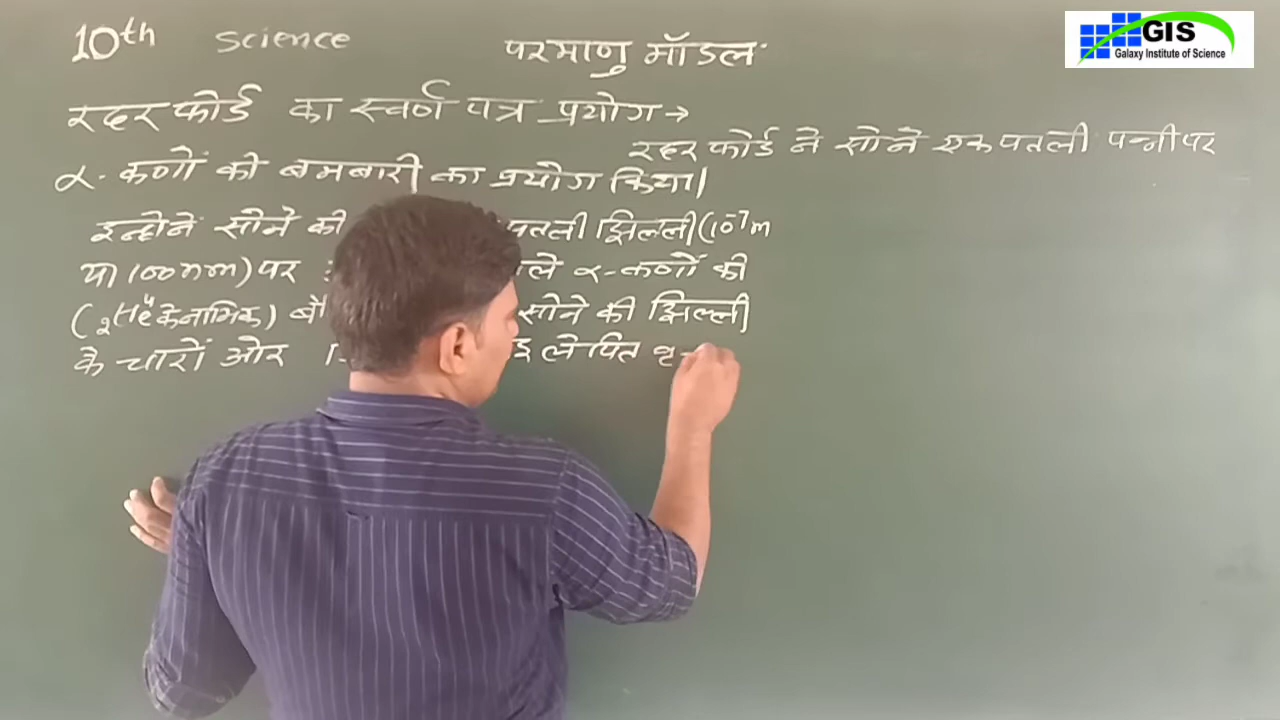 10th Science परमाणु मॉडल
GIS
Galaxy Institute of Science
रदरफोर्ड का स्वर्ण पत्र प्रयोग →
रदरफोर्ड ने सोने एक पतली पन्नी पर
α- कणों की बमबारी का प्रयोग किया।
इन्होने सोने की पतली झिल्ली (10⁻⁷m
या 100nm) पर वाले α-कणों की
(₂He⁴ के नाभिक) सोने की झिल्ली
के चारों ओर लेपित